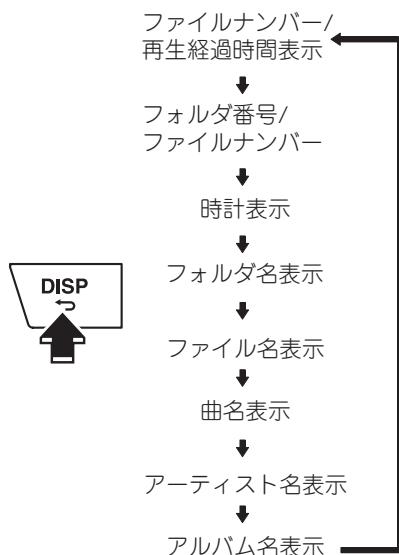 ファイルナンバー/
再生経過時間表示
フォルダ番号/
ファイルナンバー
時計表示
フォルダ名表示
DISP
ファイル名表示
曲名表示
アーティスト名表示
アルバム名表示